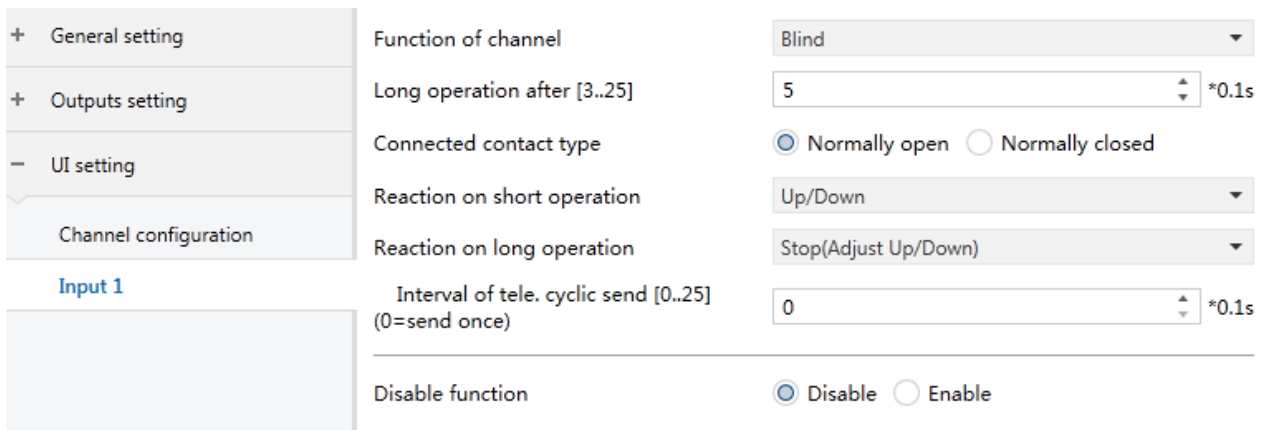 + General setting
+ Outputs setting
− UI setting
Channel configuration
Input 1
Function of channel Blind
Long operation after [3..25] 5 *0.1s
Connected contact type Normally open Normally closed
Reaction on short operation Up/Down
Reaction on long operation Stop(Adjust Up/Down)
Interval of tele. cyclic send [0..25]
(0=send once) 0 *0.1s
Disable function Disable Enable